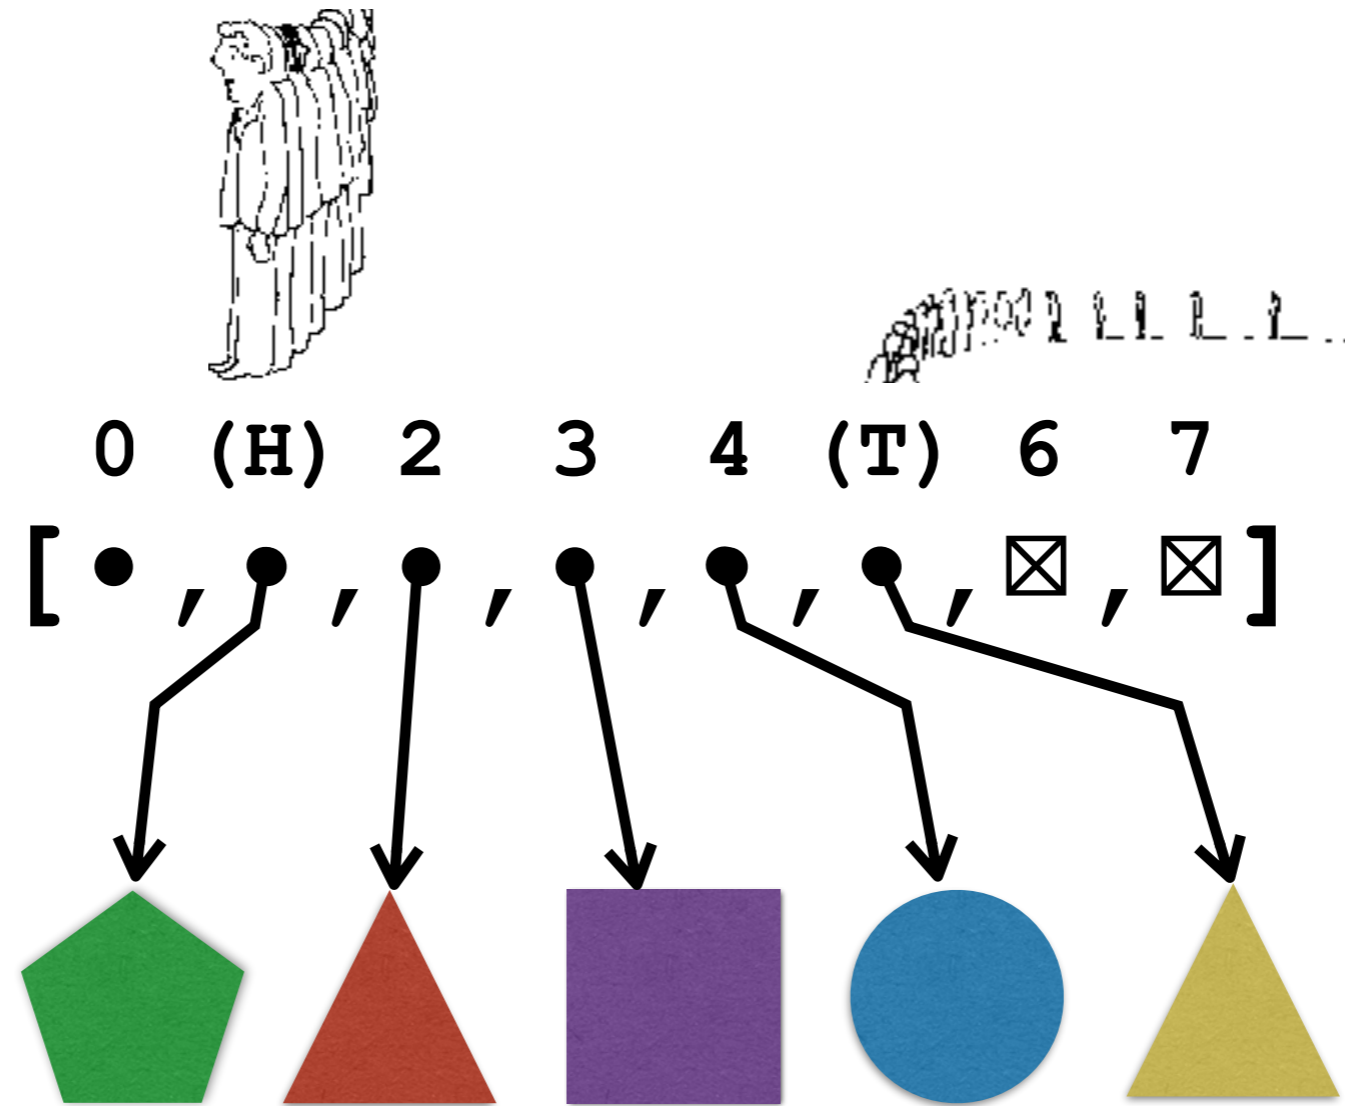 0 (H) 2 3 4 (T) 6 7
[ • , • , • , • , • , • , ☒ , ☒ ]